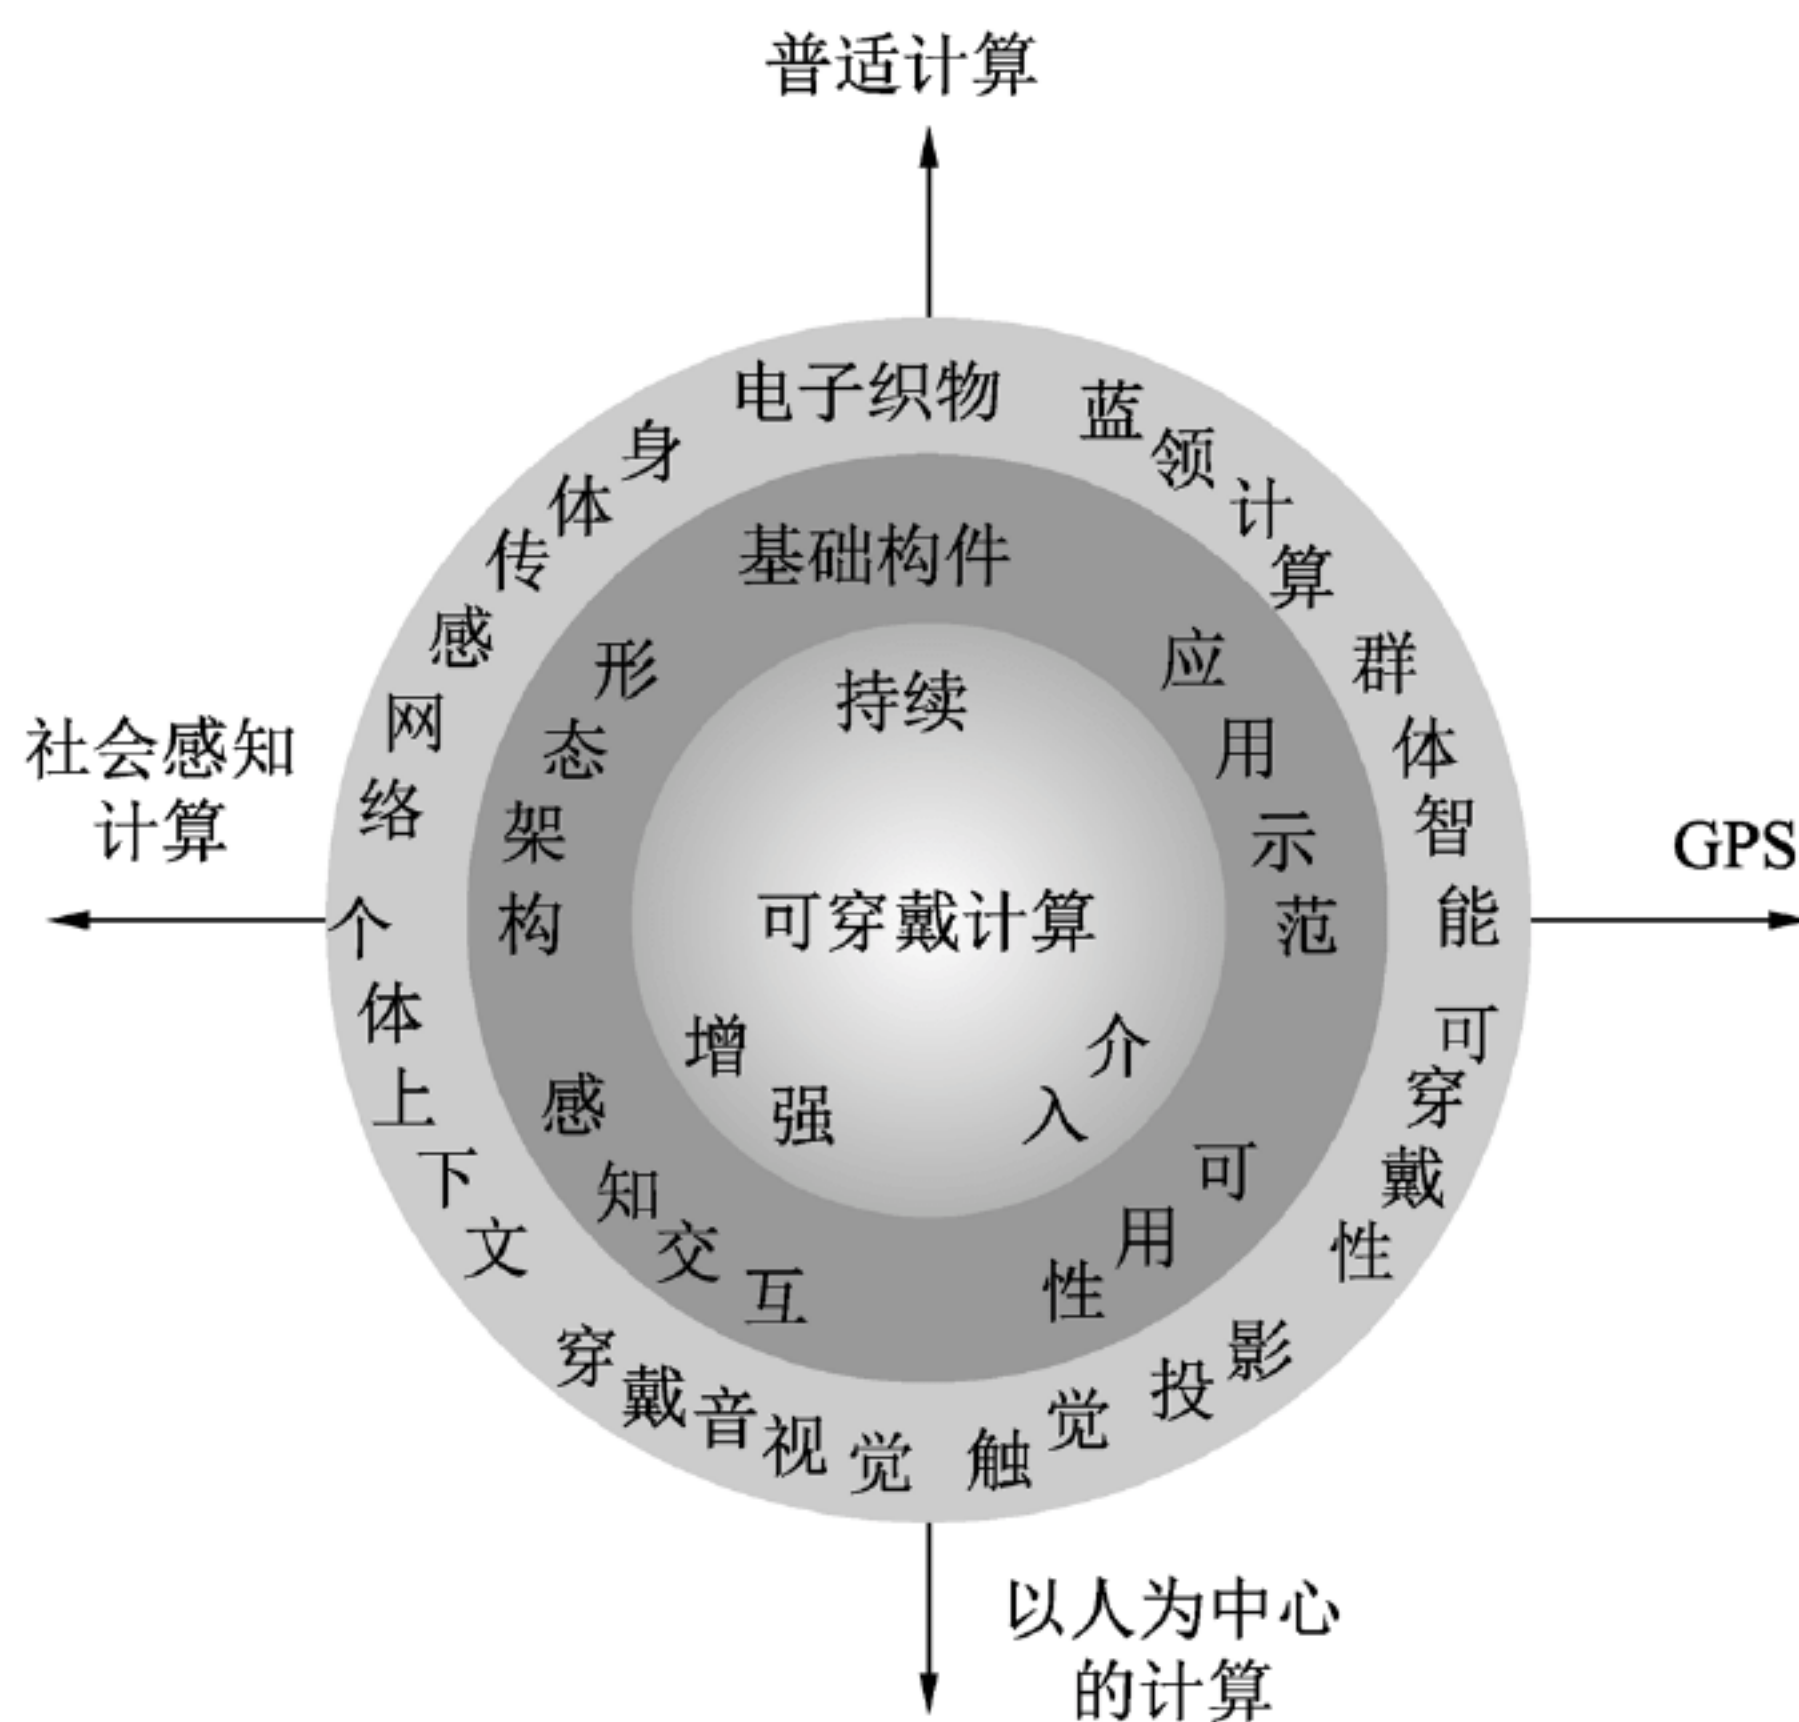 普适计算
电子织物
蓝领计算
身体传感网络
基础构件
形态架构
应用示范
群体智能
持续
社会感知
计算
GPS
可穿戴计算
增强
介入
个体上下文
感知交互
可用性
可穿戴性
穿戴音视觉
触觉
投影
以人为中心
的计算